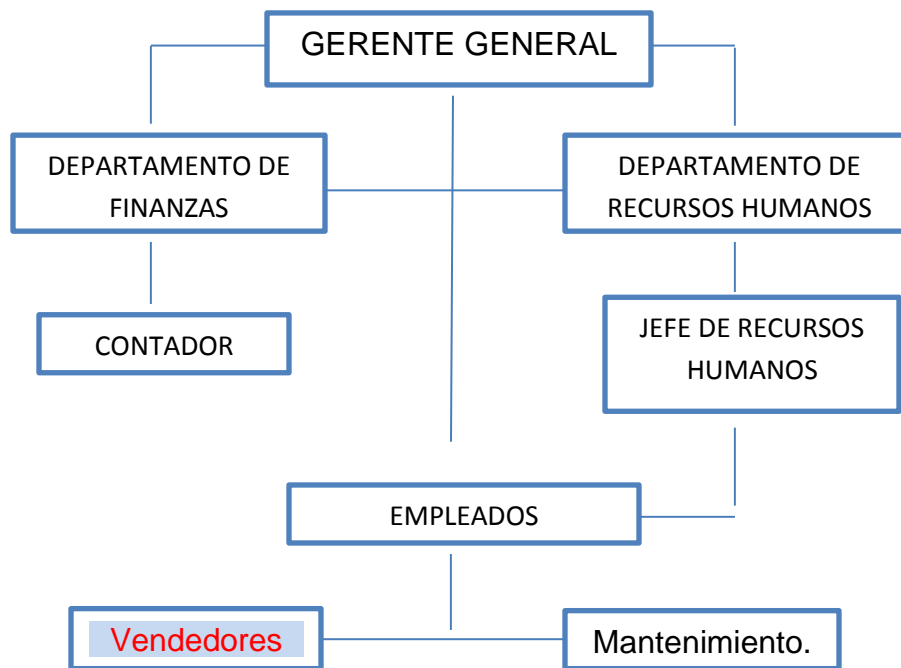 GERENTE GENERAL
DEPARTAMENTO DE
FINANZAS
DEPARTAMENTO DE
RECURSOS HUMANOS
CONTADOR
JEFE DE RECURSOS
HUMANOS
EMPLEADOS
Vendedores
Mantenimiento.